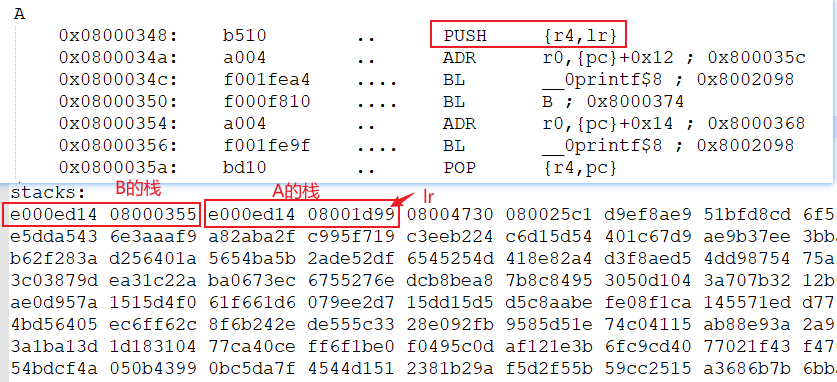 A
0x08000348: b510 .. PUSH {r4,lr}
0x0800034a: a004 .. ADR r0,{pc}+0x12 ; 0x800035c
0x0800034c: f001fea4 .... BL __0printf$8 ; 0x8002098
0x08000350: f000f810 .... BL B ; 0x8000374
0x08000354: a004 .. ADR r0,{pc}+0x14 ; 0x8000368
0x08000356: f001fe9f .... BL __0printf$8 ; 0x8002098
0x0800035a: bd10 .. POP {r4,pc}
stacks: B的栈 A的栈 lr
e000ed14 08000355 e000ed14 08001d99 08004730 080025c1 d9ef8ae9 51bfd8cd 6f5
e5dda543 6e3aaaf9 a82aba2f fc995f719 c3eeb224 c6d15d54 401c67d9 ae9b37ee 3bb
b62f283a d256401a 5654ba5b 2ade52df 6545254d d418e82a4 d3f8aed5 4dd98754 75a
3c03879d ea31c22a ba0673ec 6755276e dcb8bea8 7b8c8495 3050d104 3a707b32 12b
ae0d957a 1515d4f0 61f661d6 079ee2d7 15dd15d5 d5c8aabe fe08f1ca 145571ed d77
4bd56405 ec6ff62c 8f6b242e de555c33 28e092fb 9585d51e 74c04115 ab88e93a 2a9
3a1ba13d 1d183104 77ca40ce ff6f1be0 f0495c0d af121e3b 6fc9cd40 77021f43 f47
54bdcf4a 050b4399 0bc5da7f 4544d151 2381b29a f5d2f55b 59cc2515 a3686b7b 6bb